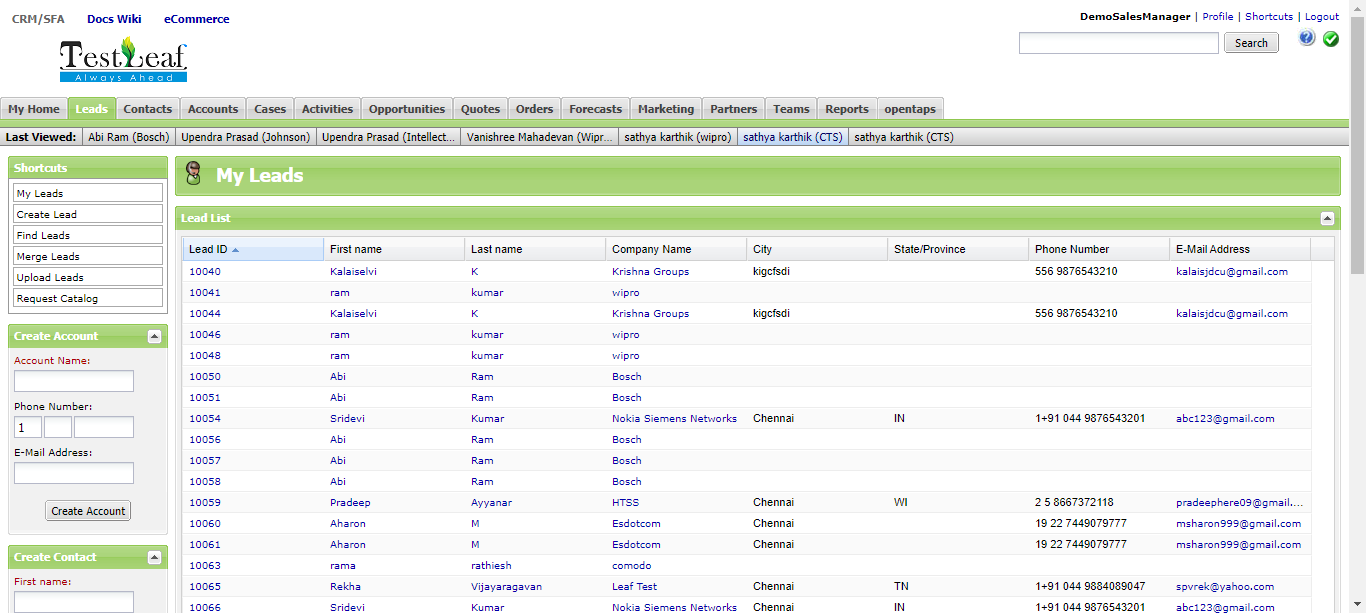 CRM/SFA Docs Wiki eCommerce
DemoSalesManager | Profile | Shortcuts | Logout
TestLeaf
Always Ahead
Search
My Home Leads Contacts Accounts Cases Activities Opportunities Quotes Orders Forecasts Marketing Partners Teams Reports opentaps
Last Viewed: Abi Ram (Bosch) Upendra Prasad (Johnson) Upendra Prasad (Intellect... Vanishree Mahadevan (Wipr... sathya karthik (wipro) sathya karthik (CTS) sathya karthik (CTS)
Shortcuts
My Leads
Create Lead
Find Leads
Merge Leads
Upload Leads
Request Catalog
Create Account
Account Name:
Phone Number:
1
E-Mail Address:
Create Account
Create Contact
First name:
My Leads
Lead List
Lead ID First name Last name Company Name City State/Province Phone Number E-Mail Address
10040 Kalaiselvi K Krishna Groups kigcfsdi 556 9876543210 kalaisjdcu@gmail.com
10041 ram kumar wipro
10044 Kalaiselvi K Krishna Groups kigcfsdi 556 9876543210 kalaisjdcu@gmail.com
10046 ram kumar wipro
10048 ram kumar wipro
10050 Abi Ram Bosch
10051 Abi Ram Bosch
10054 Sridevi Kumar Nokia Siemens Networks Chennai IN 1+91 044 9876543201 abc123@gmail.com
10056 Abi Ram Bosch
10057 Abi Ram Bosch
10058 Abi Ram Bosch
10059 Pradeep Ayyanar HTSS Chennai WI 2 5 8667372118 pradeephere09@gmail....
10060 Aharon M Esdotcom Chennai 19 22 7449079777 msharon999@gmail.com
10061 Aharon M Esdotcom Chennai 19 22 7449079777 msharon999@gmail.com
10063 rama rathiesh comodo
10065 Rekha Vijayaragavan Leaf Test Chennai TN 1+91 044 9884089047 spvrek@yahoo.com
10066 Sridevi Kumar Nokia Siemens Networks Chennai IN 1+91 044 9876543201 abc123@gmail.com